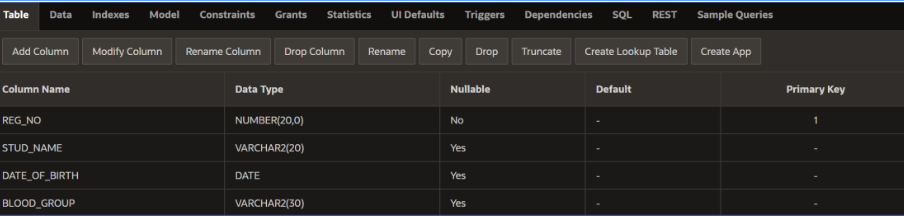 Table Data Indexes Model Constraints Grants Statistics UI Defaults Triggers Dependencies SQL REST Sample Queries
Add Column Modify Column Rename Column Drop Column Rename Copy Drop Truncate Create Lookup Table Create App
Column Name Data Type Nullable Default Primary Key
REG_NO NUMBER(20,0) No - 1
STUD_NAME VARCHAR2(20) Yes - -
DATE_OF_BIRTH DATE Yes - -
BLOOD_GROUP VARCHAR2(30) Yes - -